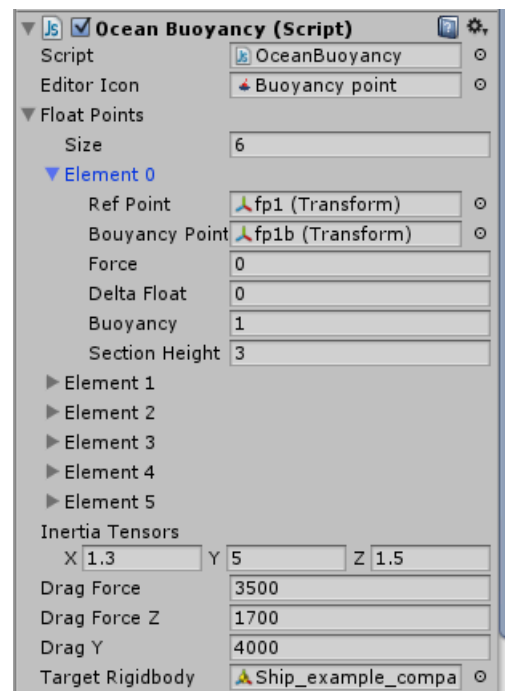 Ocean Buoyancy (Script)
Script OceanBuoyancy
Editor Icon Buoyancy point
Float Points
Size 6
Element 0
Ref Point fp1 (Transform)
Bouyancy Point fp1b (Transform)
Force 0
Delta Float 0
Buoyancy 1
Section Height 3
Element 1
Element 2
Element 3
Element 4
Element 5
Inertia Tensors
X 1.3 Y 5 Z 1.5
Drag Force 3500
Drag Force Z 1700
Drag Y 4000
Target Rigidbody Ship_example_compa